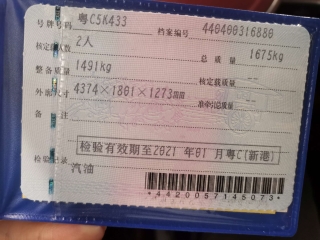 号牌号码 粤C5K433 档案编号 440400316880
核定载人数 2人 总质量 1675kg
整备质量 1491kg 核定载质量
外廓尺寸 4374×1801×1273mm 准牵引总质量
备注
检验有效期至2021年01月粤C(新港)
检验记录
汽油
*4420057145073*